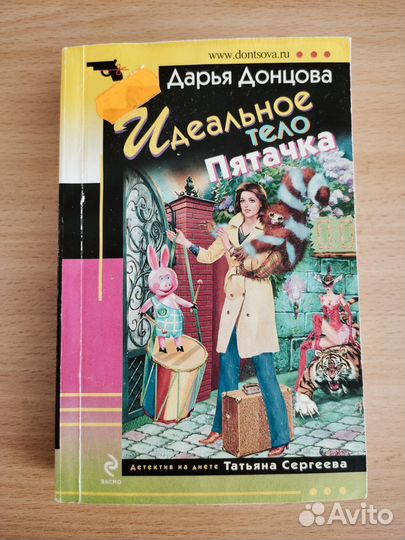 www.dontsova.ru
Дарья Донцова
Идеальное
тело
Пятачка
Детектив на диете Татьяна Сергеева
ЭКСМО
Avito